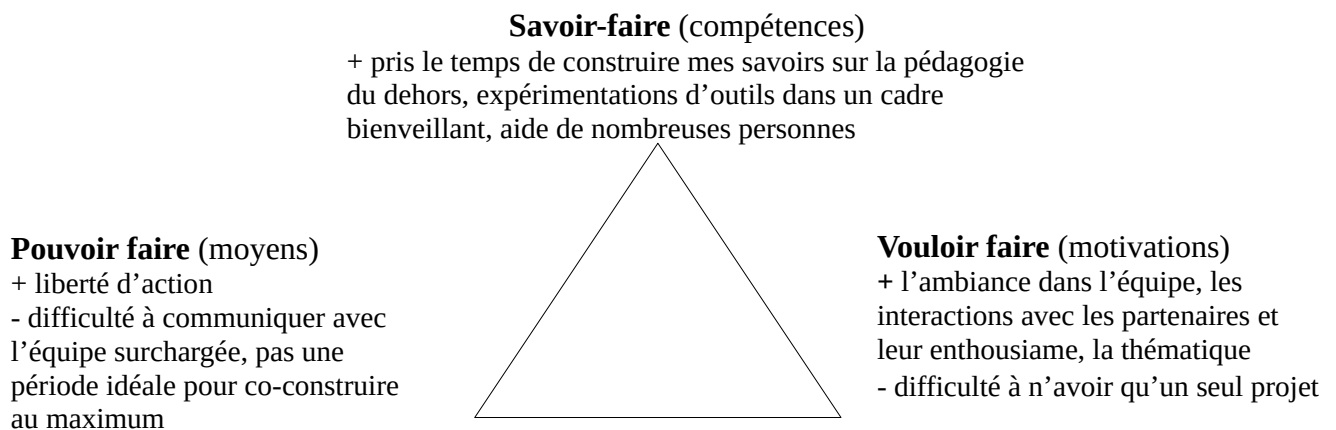 Savoir-faire (compétences)
+ pris le temps de construire mes savoirs sur la pédagogie
du dehors, expérimentations d'outils dans un cadre
bienveillant, aide de nombreuses personnes
Pouvoir faire (moyens)
+ liberté d'action
- difficulté à communiquer avec
l'équipe surchargée, pas une
période idéale pour co-construire
au maximum
Vouloir faire (motivations)
+ l'ambiance dans l'équipe, les
interactions avec les partenaires et
leur enthousiame, la thématique
- difficulté à n'avoir qu'un seul projet